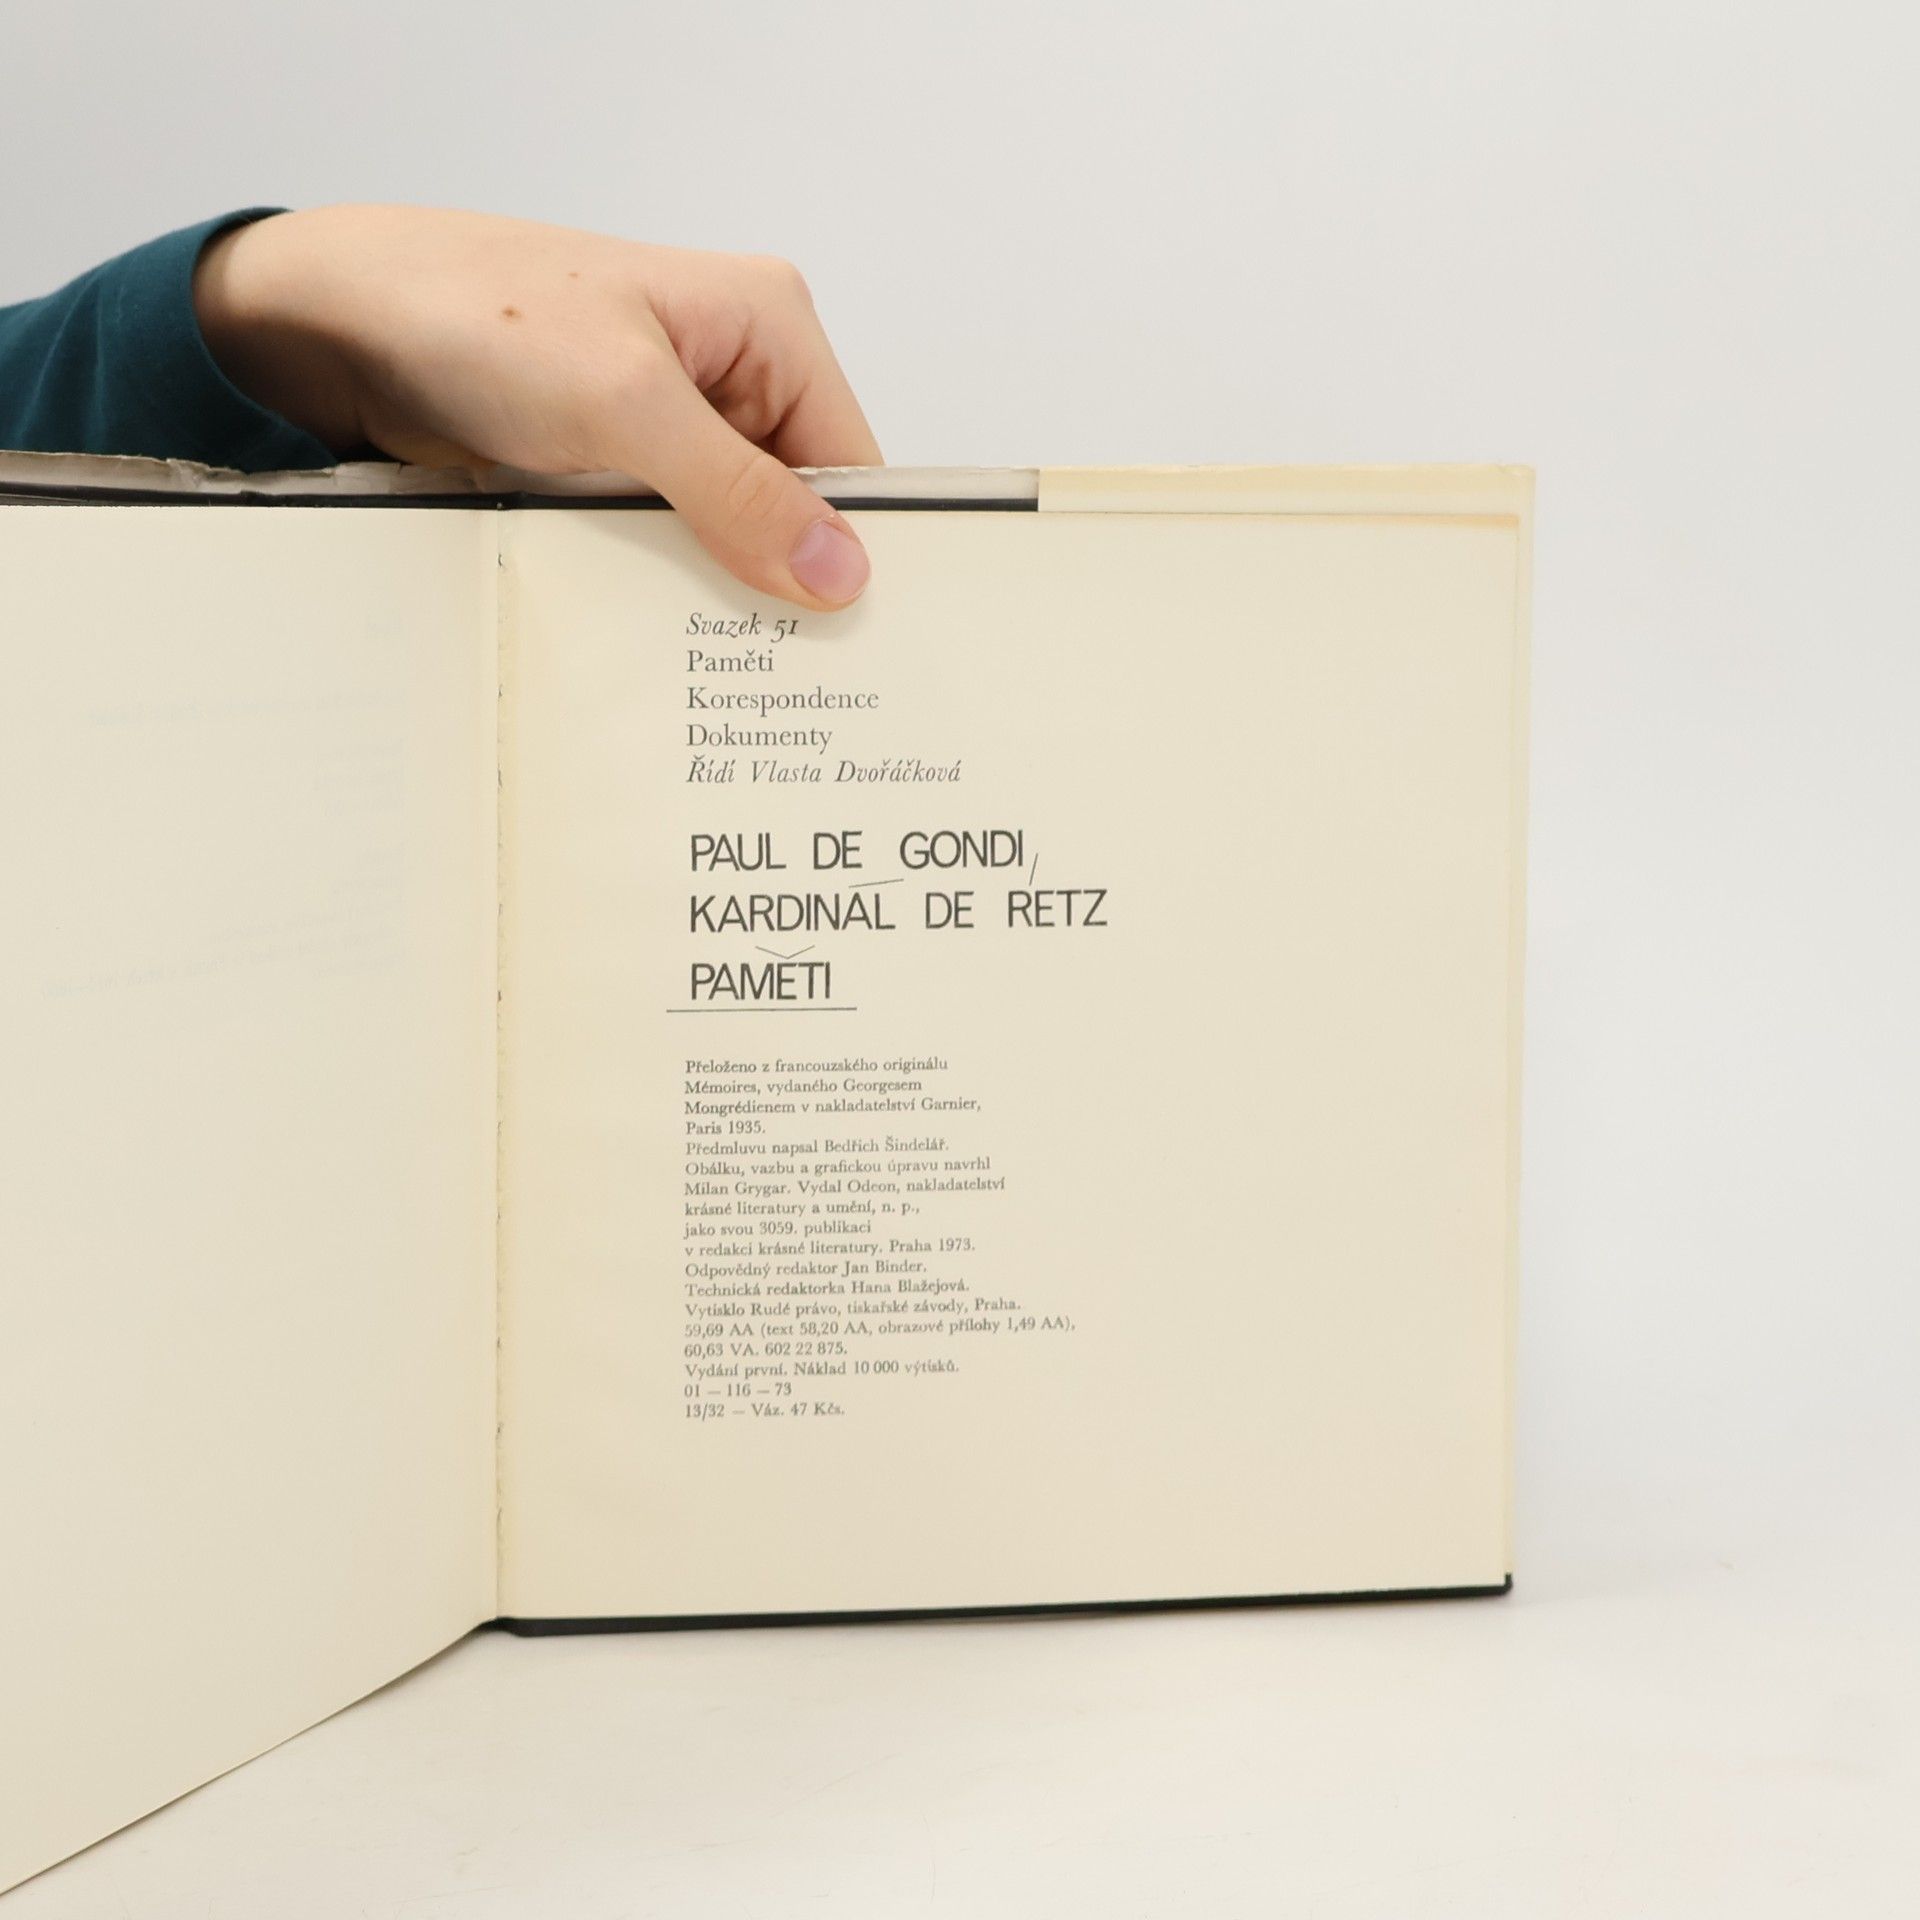 Svazek 51
Paměti
Korespondence
Dokumenty
Řídí Vlasta Dvořáčková
PAUL DE GONDI,
KARDINÁL DE RETZ
PAMĚTI
Přeloženo z francouzského originálu
Mémoires, vydaného Georgesem
Mongrédienem v nakladatelství Garnier,
Paris 1935.
Předmluvu napsal Bedřich Šindelář.
Obálku, vazbu a grafickou úpravu navrhl
Milan Grygar. Vydal Odeon, nakladatelství
krásné literatury a umění, n. p.,
jako svou 3059. publikaci
v redakci krásné literatury. Praha 1973.
Odpovědný redaktor Jan Binder.
Technická redaktorka Hana Blažejová.
Vytisklo Rudé právo, tiskařské závody, Praha.
59,69 AA (text 58,20 AA, obrazové přílohy 1,49 AA),
60,63 VA. 602 22 875.
Vydání první. Náklad 10 000 výtisků.
01 — 116 — 73
13/32 — Váz. 47 Kčs.